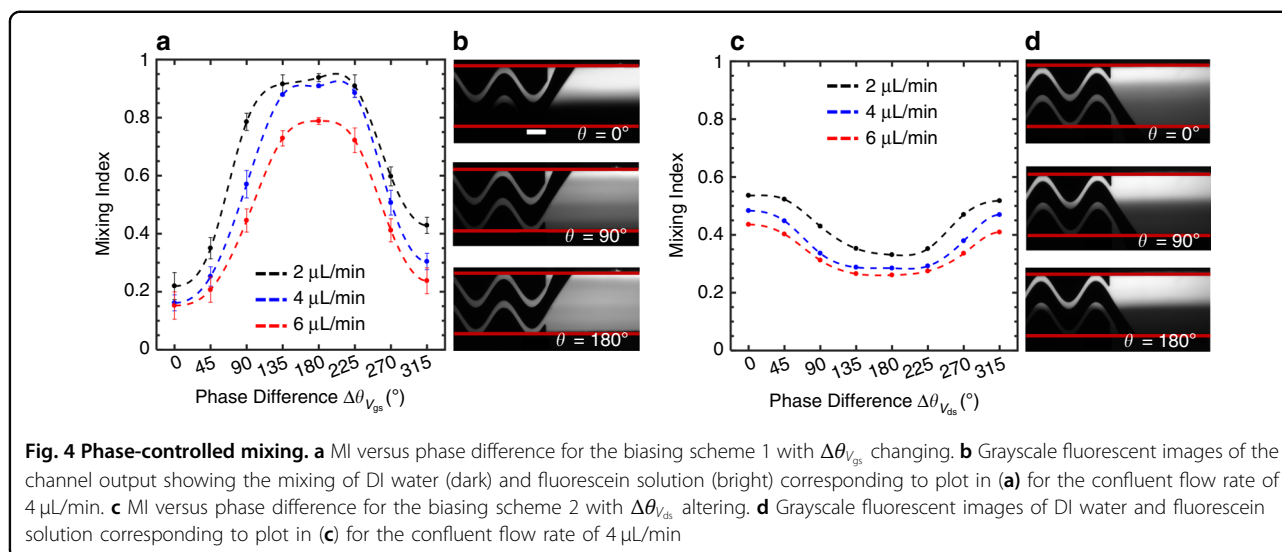 a
b
c
d
1
0.8
0.6
0.4
0.2
0
Mixing Index
2 μL/min
4 μL/min
6 μL/min
0 45 90 135 180 225 270 315
Phase Difference Δθ_Vgs (°)
θ = 0°
θ = 90°
θ = 180°
1
0.8
0.6
0.4
0.2
0
Mixing Index
2 μL/min
4 μL/min
6 μL/min
0 45 90 135 180 225 270 315
Phase Difference Δθ_Vds (°)
θ = 0°
θ = 90°
θ = 180°
Fig. 4 Phase-controlled mixing. a MI versus phase difference for the biasing scheme 1 with Δθ_Vgs changing. b Grayscale fluorescent images of the
channel output showing the mixing of DI water (dark) and fluorescein solution (bright) corresponding to plot in (a) for the confluent flow rate of
4 μL/min. c MI versus phase difference for the biasing scheme 2 with Δθ_Vds altering. d Grayscale fluorescent images of DI water and fluorescein
solution corresponding to plot in (c) for the confluent flow rate of 4 μL/min